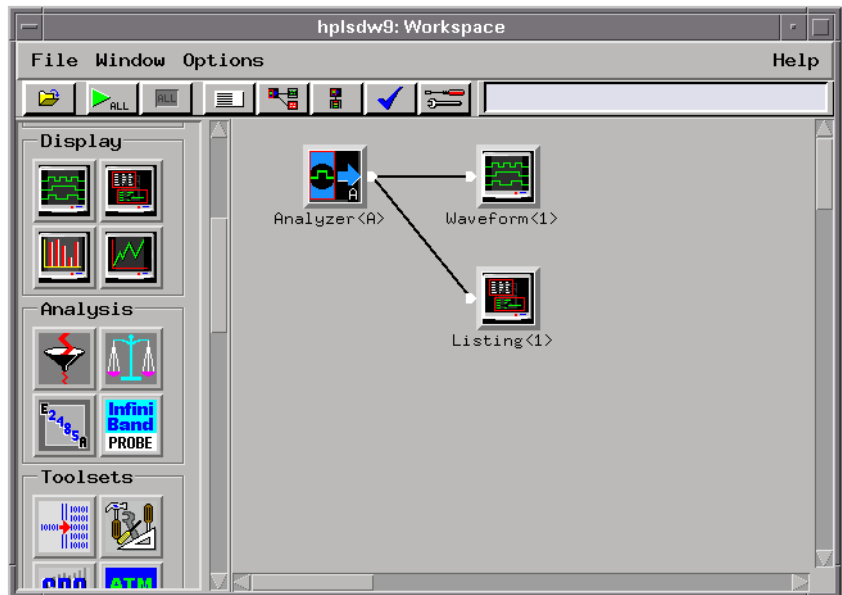 hplsdw9: Workspace
File Window Options Help
ALL ALL
Display
Analysis
E2485A
Infini
Band
PROBE
Toolsets
ATM
A
Analyzer<A>
Waveform<1>
Listing<1>